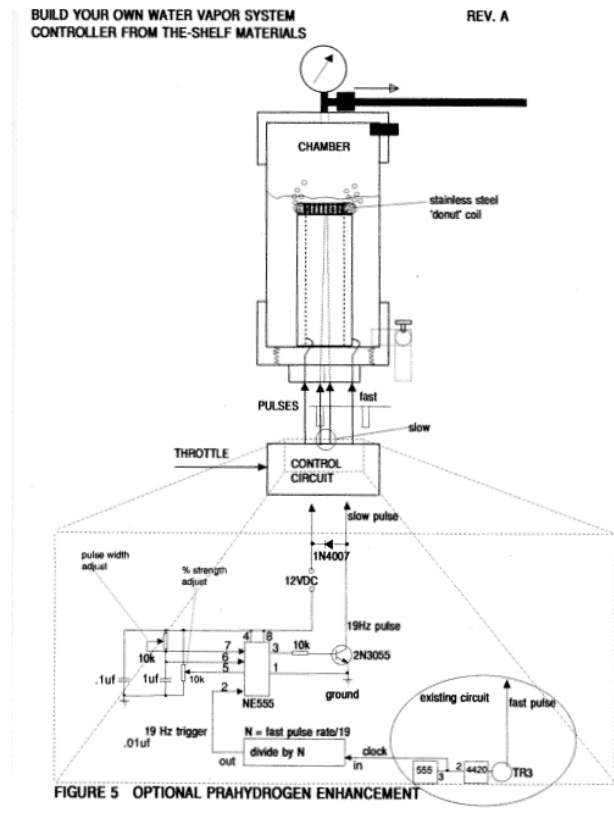 BUILD YOUR OWN WATER VAPOR SYSTEM
REV. A
CONTROLLER FROM THE-SHELF MATERIALS
CHAMBER
stainless steel
'donut' coil
PULSES
fast
slow
THROTTLE
CONTROL
CIRCUIT
slow pulse
pulse width
adjust
% strength
adjust
1N4007
12VDC
19Hz pulse
4 8
7
3
10k
10k
6
2N3055
.1uf
1uf
5
10k
1
2
NE555
ground
existing circuit
fast pulse
19 Hz trigger
.01uf
N = fast pulse rate/19
divide by N
clock
out
in
555
3
2
4420
TR3
FIGURE 5 OPTIONAL PRAHYDROGEN ENHANCEMENT